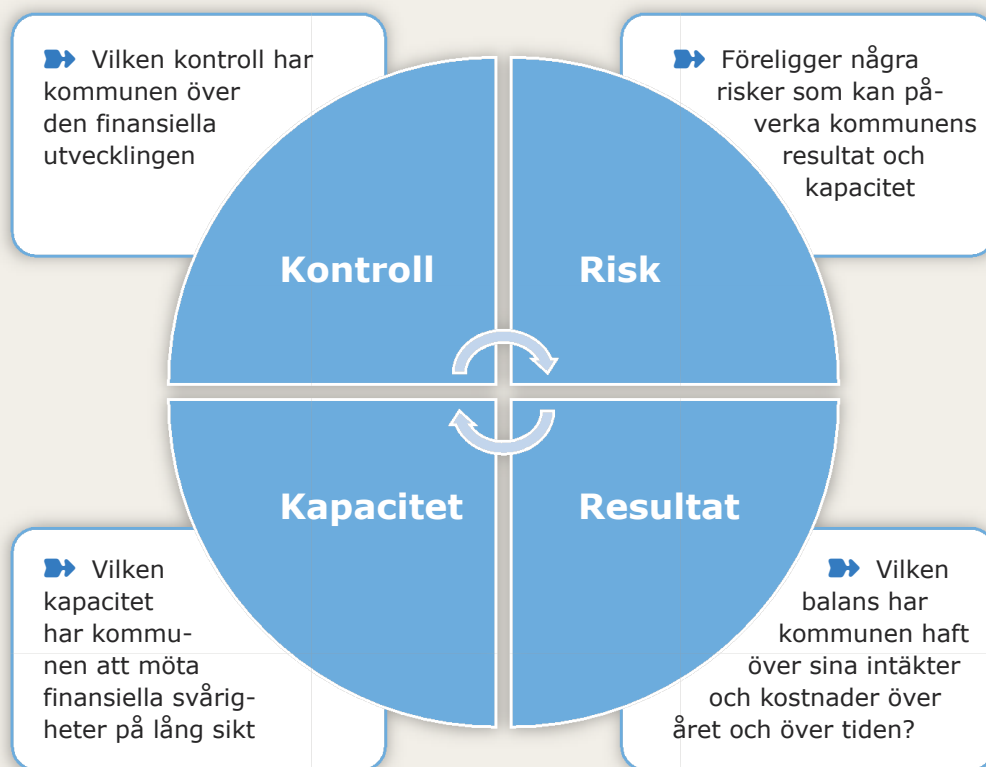 Vilken kontroll har
kommunen över
den finansiella
utvecklingen
Föreligger några
risker som kan på-
verka kommunens
resultat och
kapacitet
Kontroll
Risk
Kapacitet
Resultat
Vilken
kapacitet
har kommu-
nen att möta
finansiella svårig-
heter på lång sikt
Vilken
balans har
kommunen haft
över sina intäkter
och kostnader över
året och över tiden?